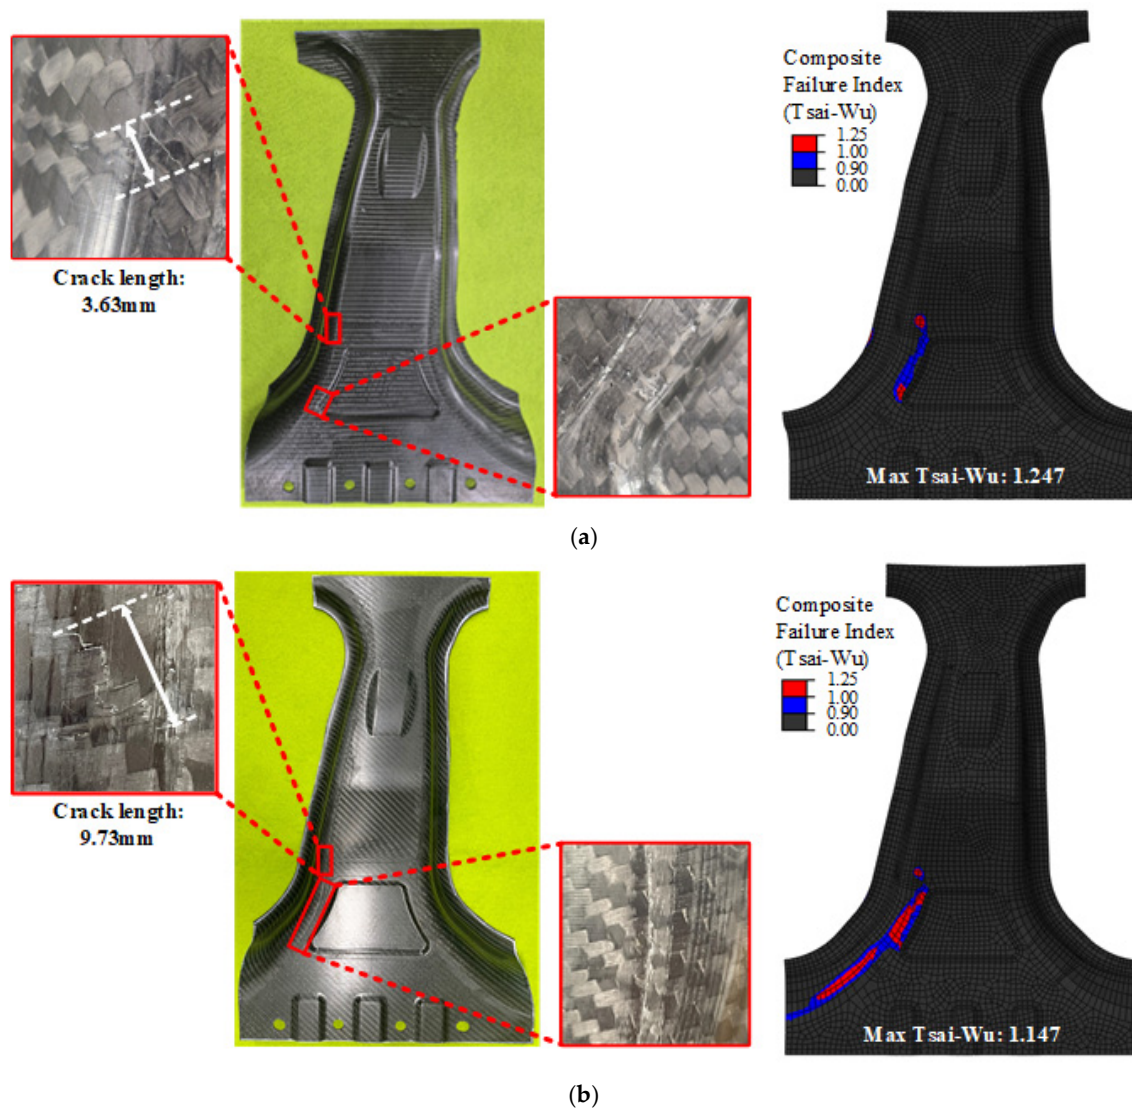 Crack length:
3.63mm
Composite
Failure Index
(Tsai-Wu)
1.25
1.00
0.90
0.00
Max Tsai-Wu: 1.247
(a)
Crack length:
9.73mm
Composite
Failure Index
(Tsai-Wu)
1.25
1.00
0.90
0.00
Max Tsai-Wu: 1.147
(b)